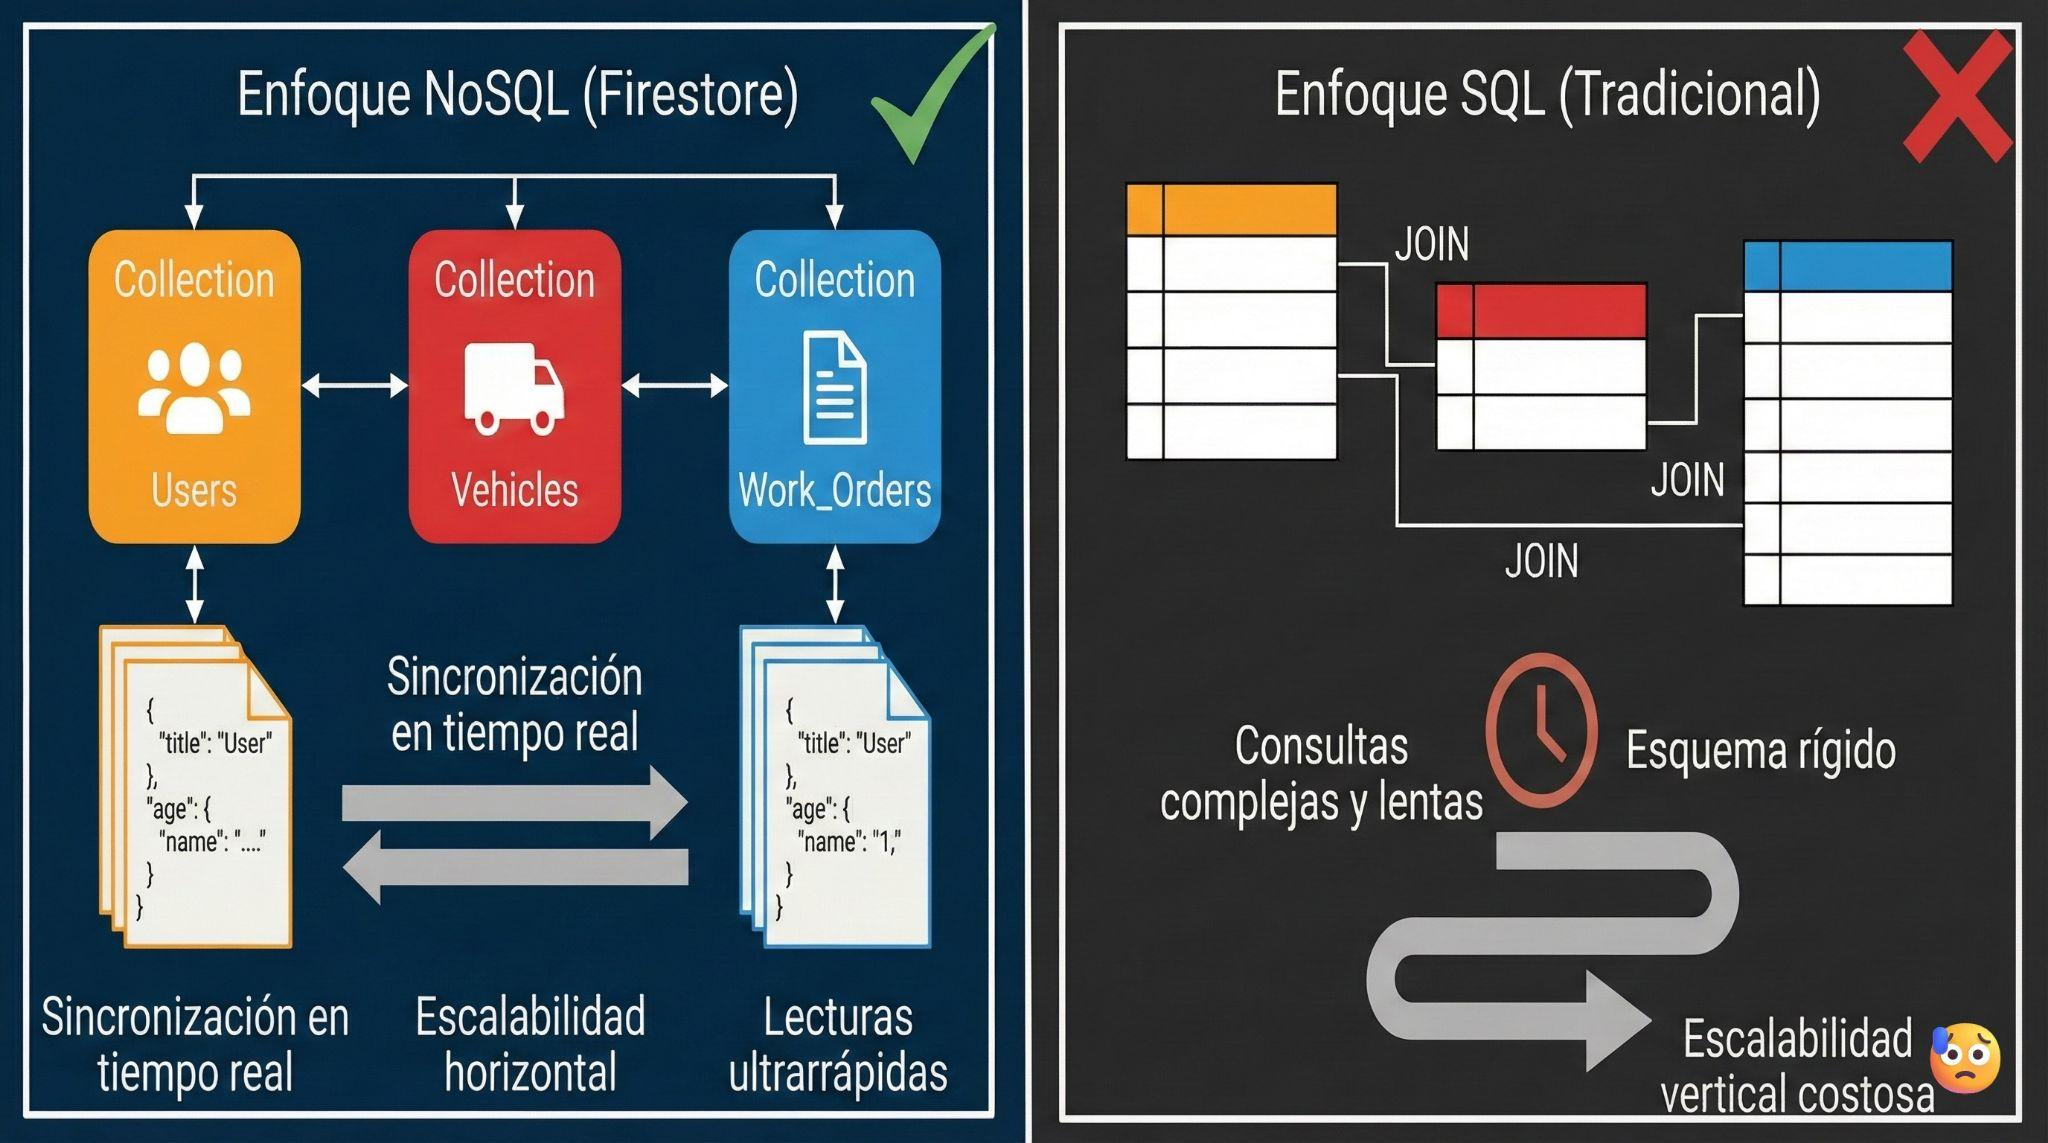 Enfoque NoSQL (Firestore)
Collection
Users
Collection
Vehicles
Collection
Work_Orders
{
"title": "User"
},
"age": {
"name": "...."
}
}
Sincronización
en tiempo real
{
"title": "User"
},
"age": {
"name": "1,"
}
}
Sincronización en
tiempo real
Escalabilidad
horizontal
Lecturas
ultrarrápidas
Enfoque SQL (Tradicional)
JOIN
JOIN
JOIN
Consultas
complejas y lentas
Esquema rígido
Escalabilidad
vertical costosa